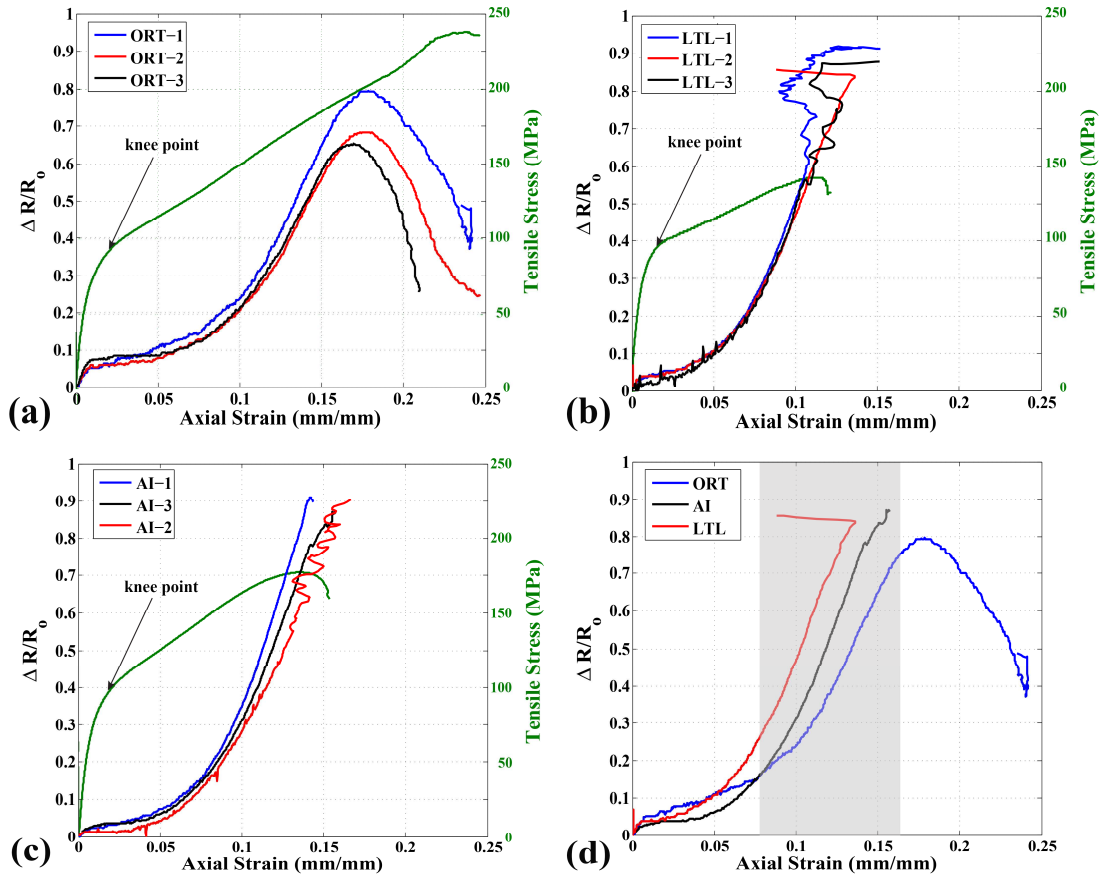 ORT−1
ORT−2
ORT−3
knee point
1
0.9
0.8
0.7
0.6
0.5
0.4
0.3
0.2
0.1
0
0
0.05
0.1
0.15
0.2
0.25
250
200
150
100
50
0
Δ R/R₀
Tensile Stress (MPa)
Axial Strain (mm/mm)
(a)
LTL−1
LTL−2
LTL−3
knee point
1
0.9
0.8
0.7
0.6
0.5
0.4
0.3
0.2
0.1
0
0
0.05
0.1
0.15
0.2
0.25
250
200
150
100
50
0
Δ R/R₀
Tensile Stress (MPa)
Axial Strain (mm/mm)
(b)
AI−1
AI−3
AI−2
knee point
1
0.9
0.8
0.7
0.6
0.5
0.4
0.3
0.2
0.1
0
0
0.05
0.1
0.15
0.2
0.25
250
200
150
100
50
0
Δ R/R₀
Tensile Stress (MPa)
Axial Strain (mm/mm)
(c)
ORT
AI
LTL
1
0.9
0.8
0.7
0.6
0.5
0.4
0.3
0.2
0.1
0
0
0.05
0.1
0.15
0.2
0.25
Δ R/R₀
Axial Strain (mm/mm)
(d)